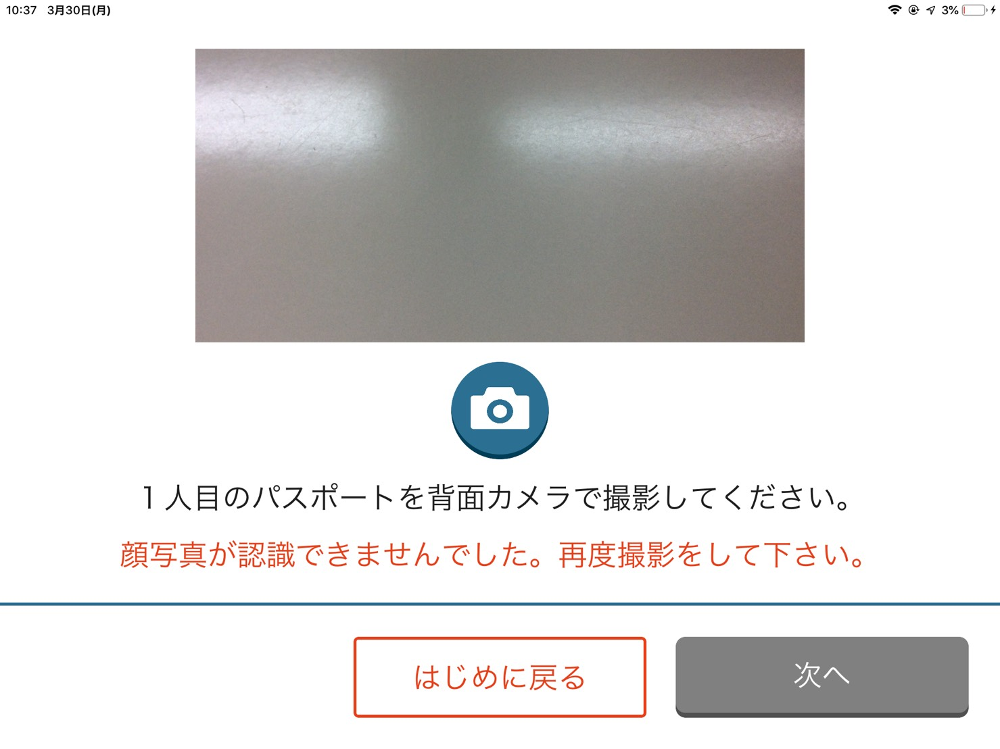 10:37 3月30日(月) 3%
1人目のパスポートを背面カメラで撮影してください。
顔写真が認識できませんでした。再度撮影をして下さい。
はじめに戻る 次へ